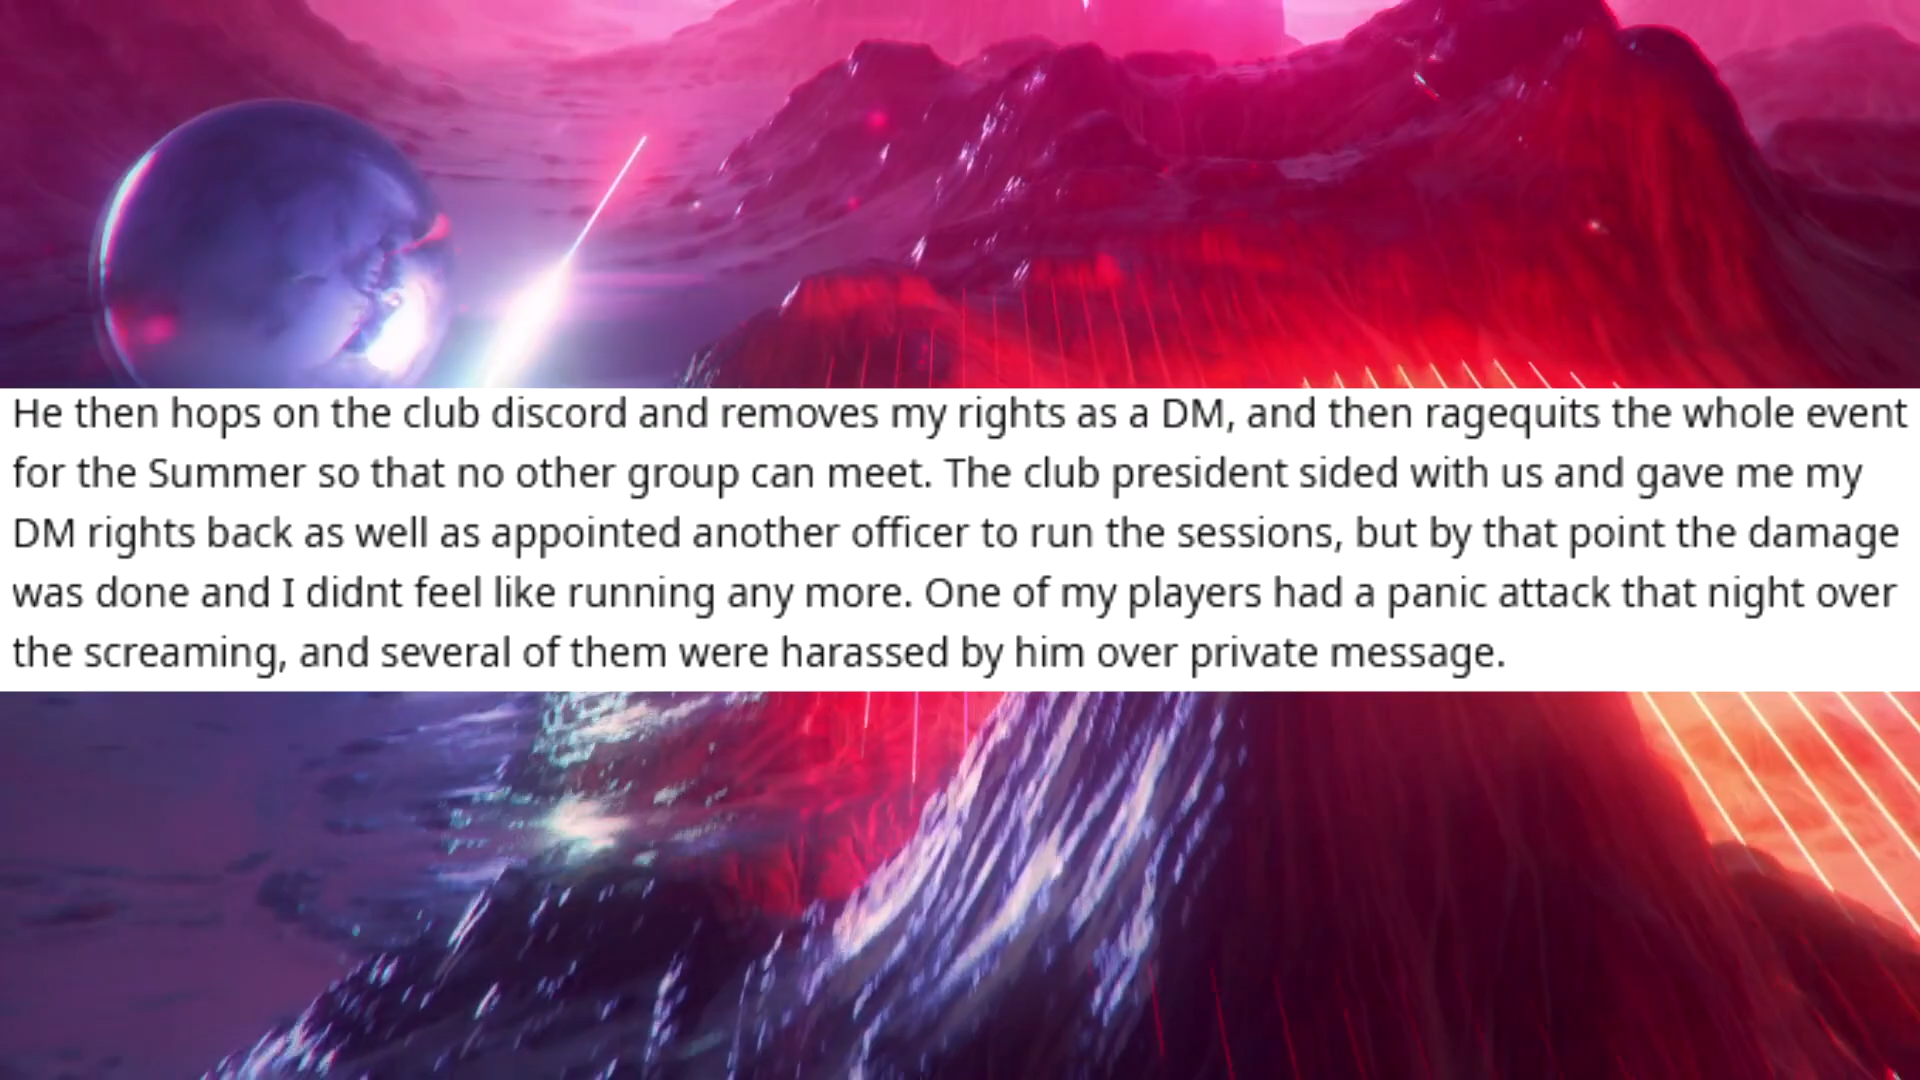 He then hops on the club discord and removes my rights as a DM, and then ragequits the whole event
for the Summer so that no other group can meet. The club president sided with us and gave me my
DM rights back as well as appointed another officer to run the sessions, but by that point the damage
was done and I didnt feel like running any more. One of my players had a panic attack that night over
the screaming, and several of them were harassed by him over private message.